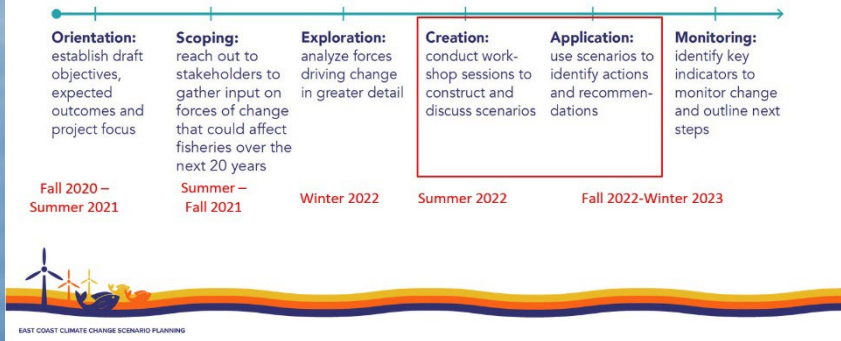 Orientation:
establish draft
objectives,
expected
outcomes and
project focus
Scoping:
reach out to
stakeholders to
gather input on
forces of change
that could affect
fisheries over the
next 20 years
Exploration:
analyze forces
driving change
in greater detail
Creation:
conduct work-
shop sessions to
construct and
discuss scenarios
Application:
use scenarios to
identify actions
and recommen-
dations
Monitoring:
identify key
indicators to
monitor change
and outline next
steps
Fall 2020 –
Summer 2021
Summer –
Fall 2021
Winter 2022
Summer 2022
Fall 2022-Winter 2023
EAST COAST CLIMATE CHANGE SCENARIO PLANNING